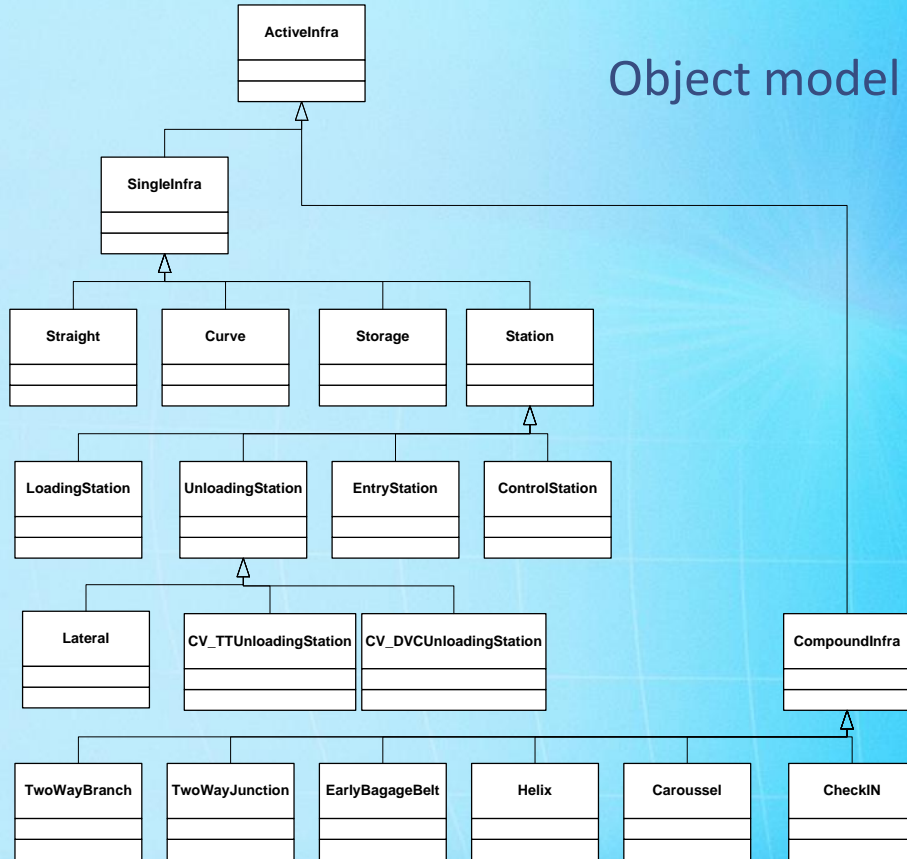 ActiveInfra
Object model
SingleInfra
Straight
Curve
Storage
Station
LoadingStation
UnloadingStation
EntryStation
ControlStation
Lateral
CV_TTUnloadingStation
CV_DVCUnloadingStation
CompoundInfra
TwoWayBranch
TwoWayJunction
EarlyBagageBelt
Helix
Caroussel
CheckIN